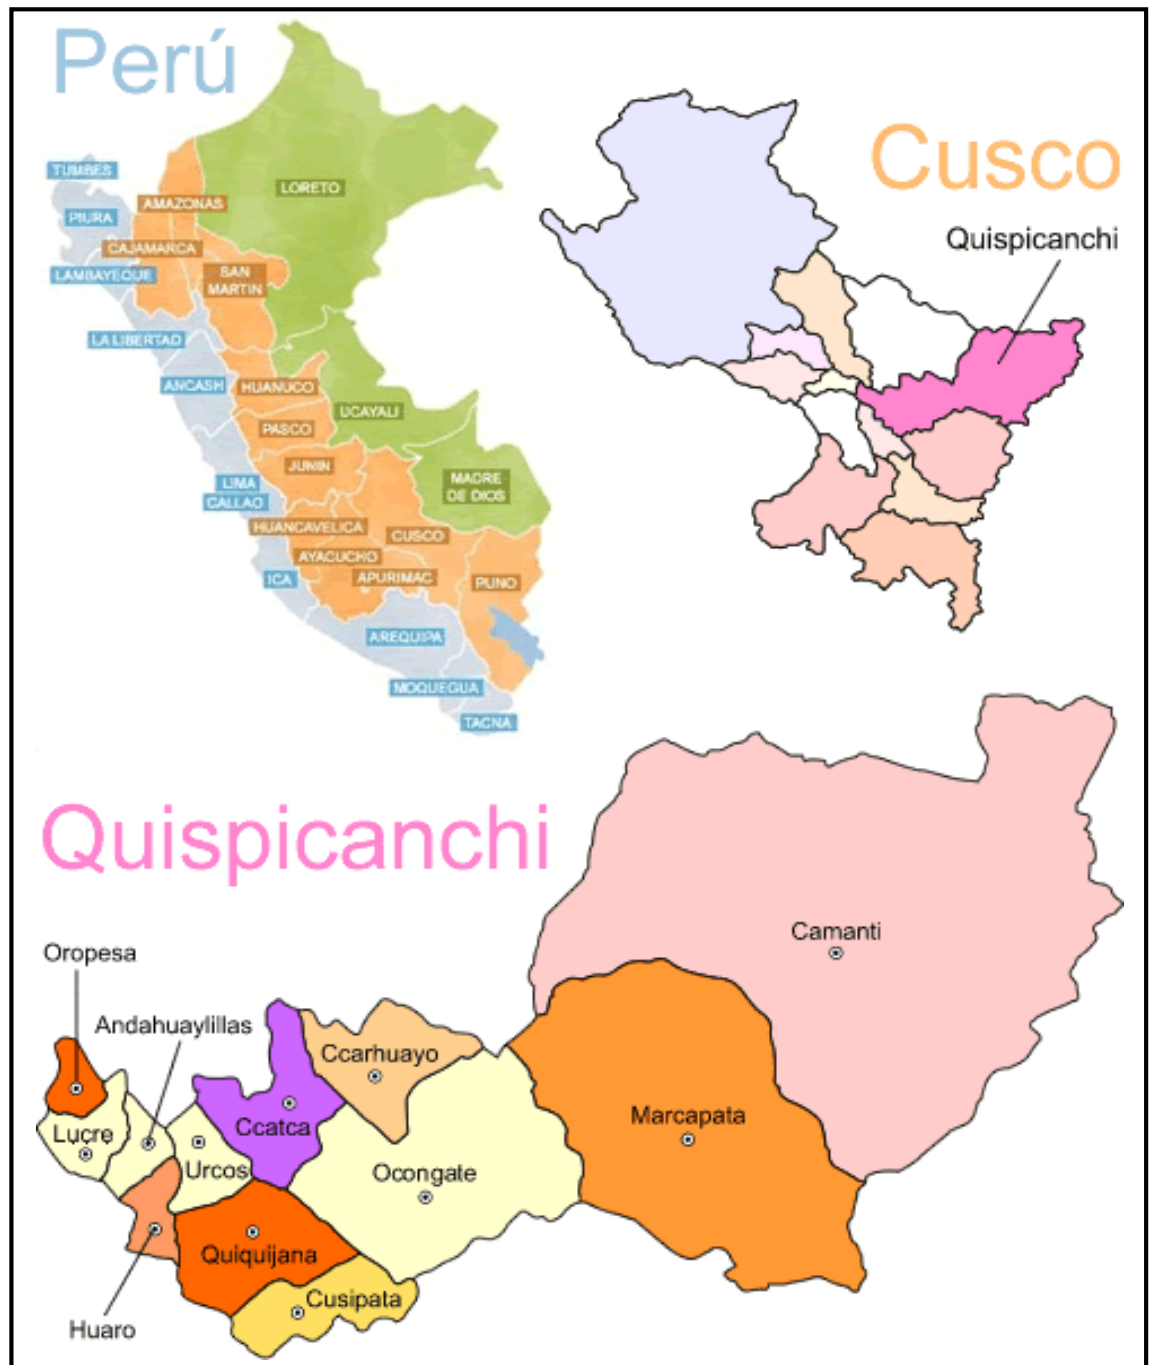 Perú
TUMBES
PIURA
LAMBAYEQUE
LA LIBERTAD
ANCASH
LIMA
CALLAO
ICA
AREQUIPA
MOQUEGUA
TACNA
AMAZONAS
CAJAMARCA
SAN
MARTIN
HUANUCO
PASCO
JUNIN
HUANCAVELICA
AYACUCHO
APURIMAC
CUSCO
PUNO
LORETO
UCAYALI
MADRE
DE DIOS
Cusco
Quispicanchi
Quispicanchi
Oropesa
Andahuaylillas
Lucre
Urcos
Huaro
Ccatca
Ccarhuayo
Quiquijana
Cusipata
Ocongate
Marcapata
Camanti